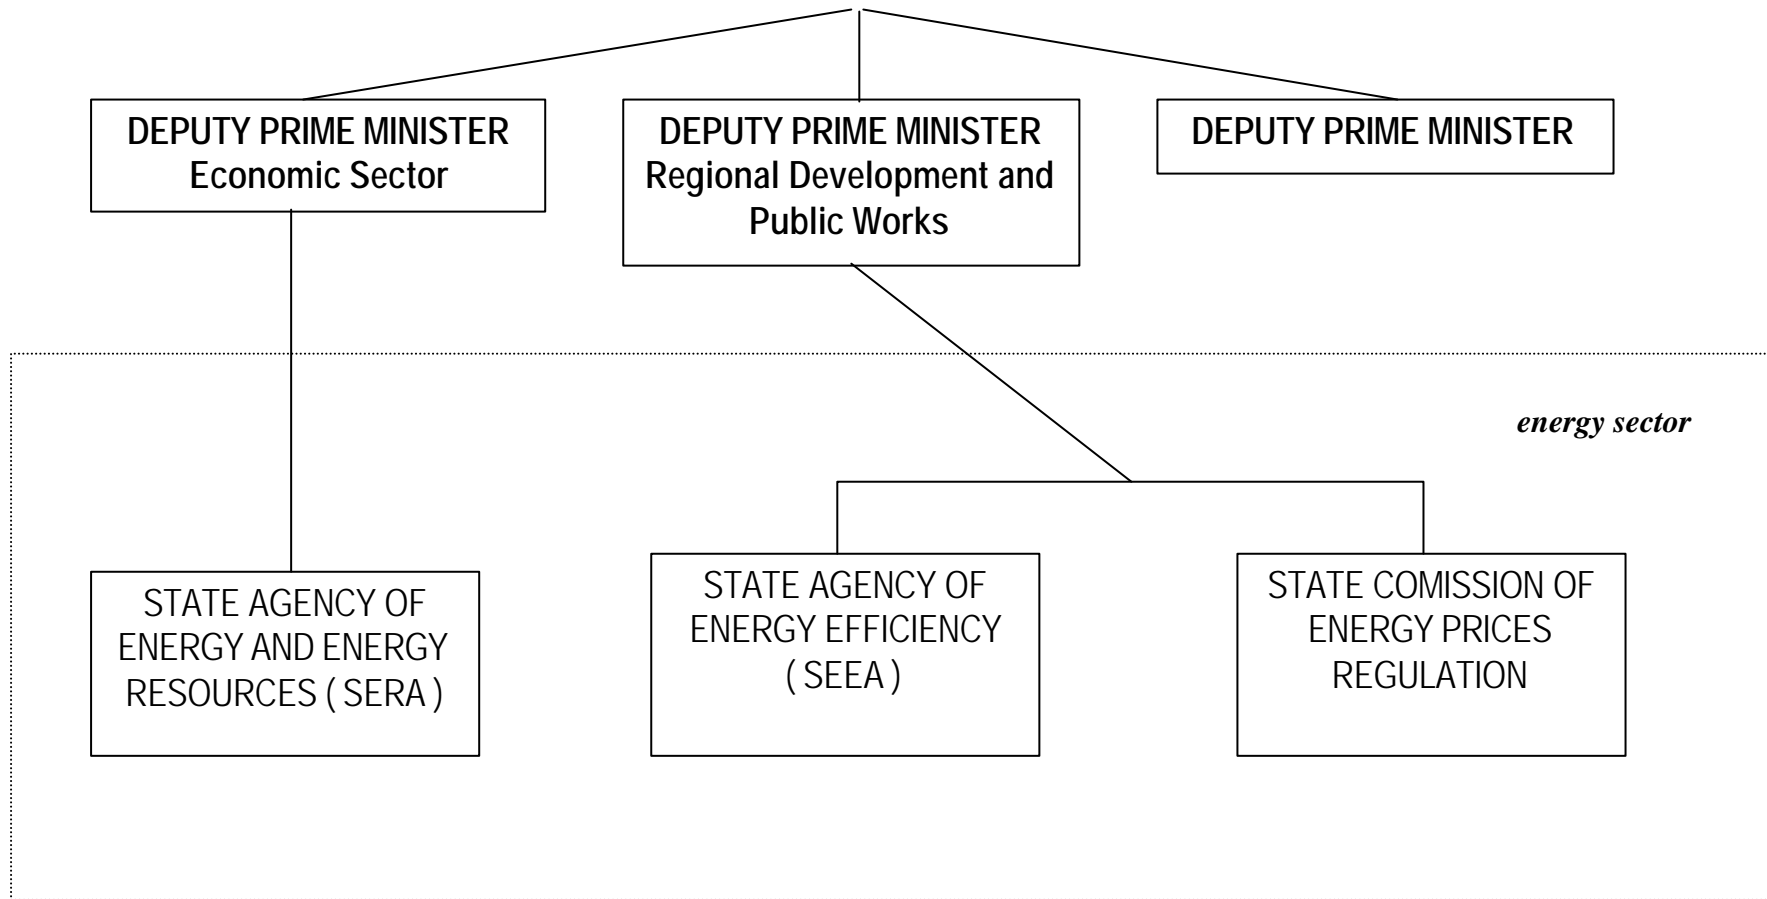 DEPUTY PRIME MINISTER
Economic Sector
DEPUTY PRIME MINISTER
Regional Development and
Public Works
DEPUTY PRIME MINISTER
energy sector
STATE AGENCY OF
ENERGY AND ENERGY
RESOURCES ( SERA )
STATE AGENCY OF
ENERGY EFFICIENCY
( SEEA )
STATE COMISSION OF
ENERGY PRICES
REGULATION